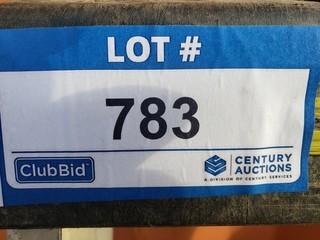 LOT #
783
ClubBid
CENTURY
AUCTIONS
A DIVISION OF CENTURY SERVICES